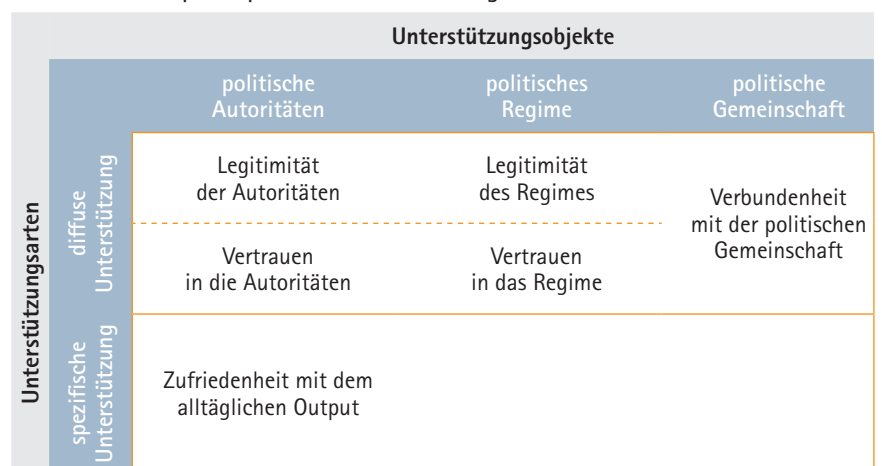 Unterstützungsobjekte
politische
Autoritäten
politisches
Regime
politische
Gemeinschaft
Unterstützungsarten
diffuse
Unterstützung
Legitimität
der Autoritäten
Legitimität
des Regimes
Vertrauen
in die Autoritäten
Vertrauen
in das Regime
Verbundenheit
mit der politischen
Gemeinschaft
spezifische
Unterstützung
Zufriedenheit mit dem
alltäglichen Output